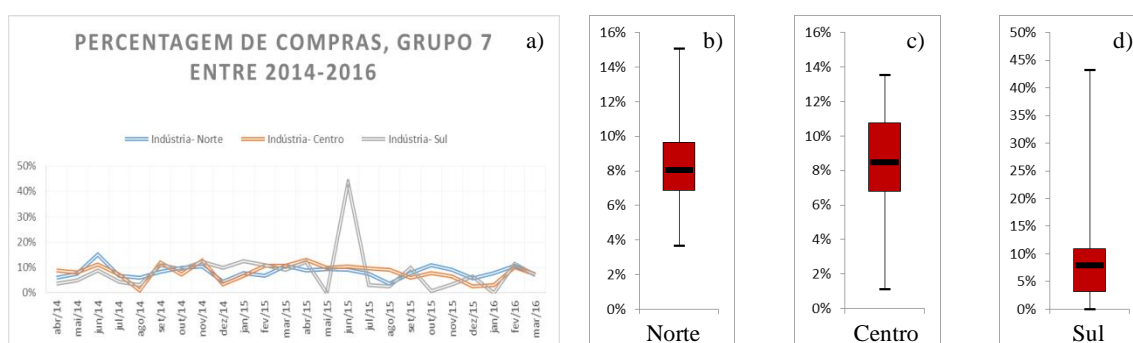 PERCENTAGEM DE COMPRAS, GRUPO 7
ENTRE 2014-2016
a)
Indústria- Norte
Indústria- Centro
Indústria- Sul
50%
40%
30%
20%
10%
0%
abr/14
mai/14
jun/14
jul/14
ago/14
set/14
out/14
nov/14
dez/14
jan/15
fev/15
mar/15
abr/15
mai/15
jun/15
jul/15
ago/15
set/15
out/15
nov/15
dez/15
jan/16
fev/16
mar/16
b)
16%
14%
12%
10%
8%
6%
4%
2%
0%
Norte
c)
16%
14%
12%
10%
8%
6%
4%
2%
0%
Centro
d)
50%
45%
40%
35%
30%
25%
20%
15%
10%
5%
0%
Sul